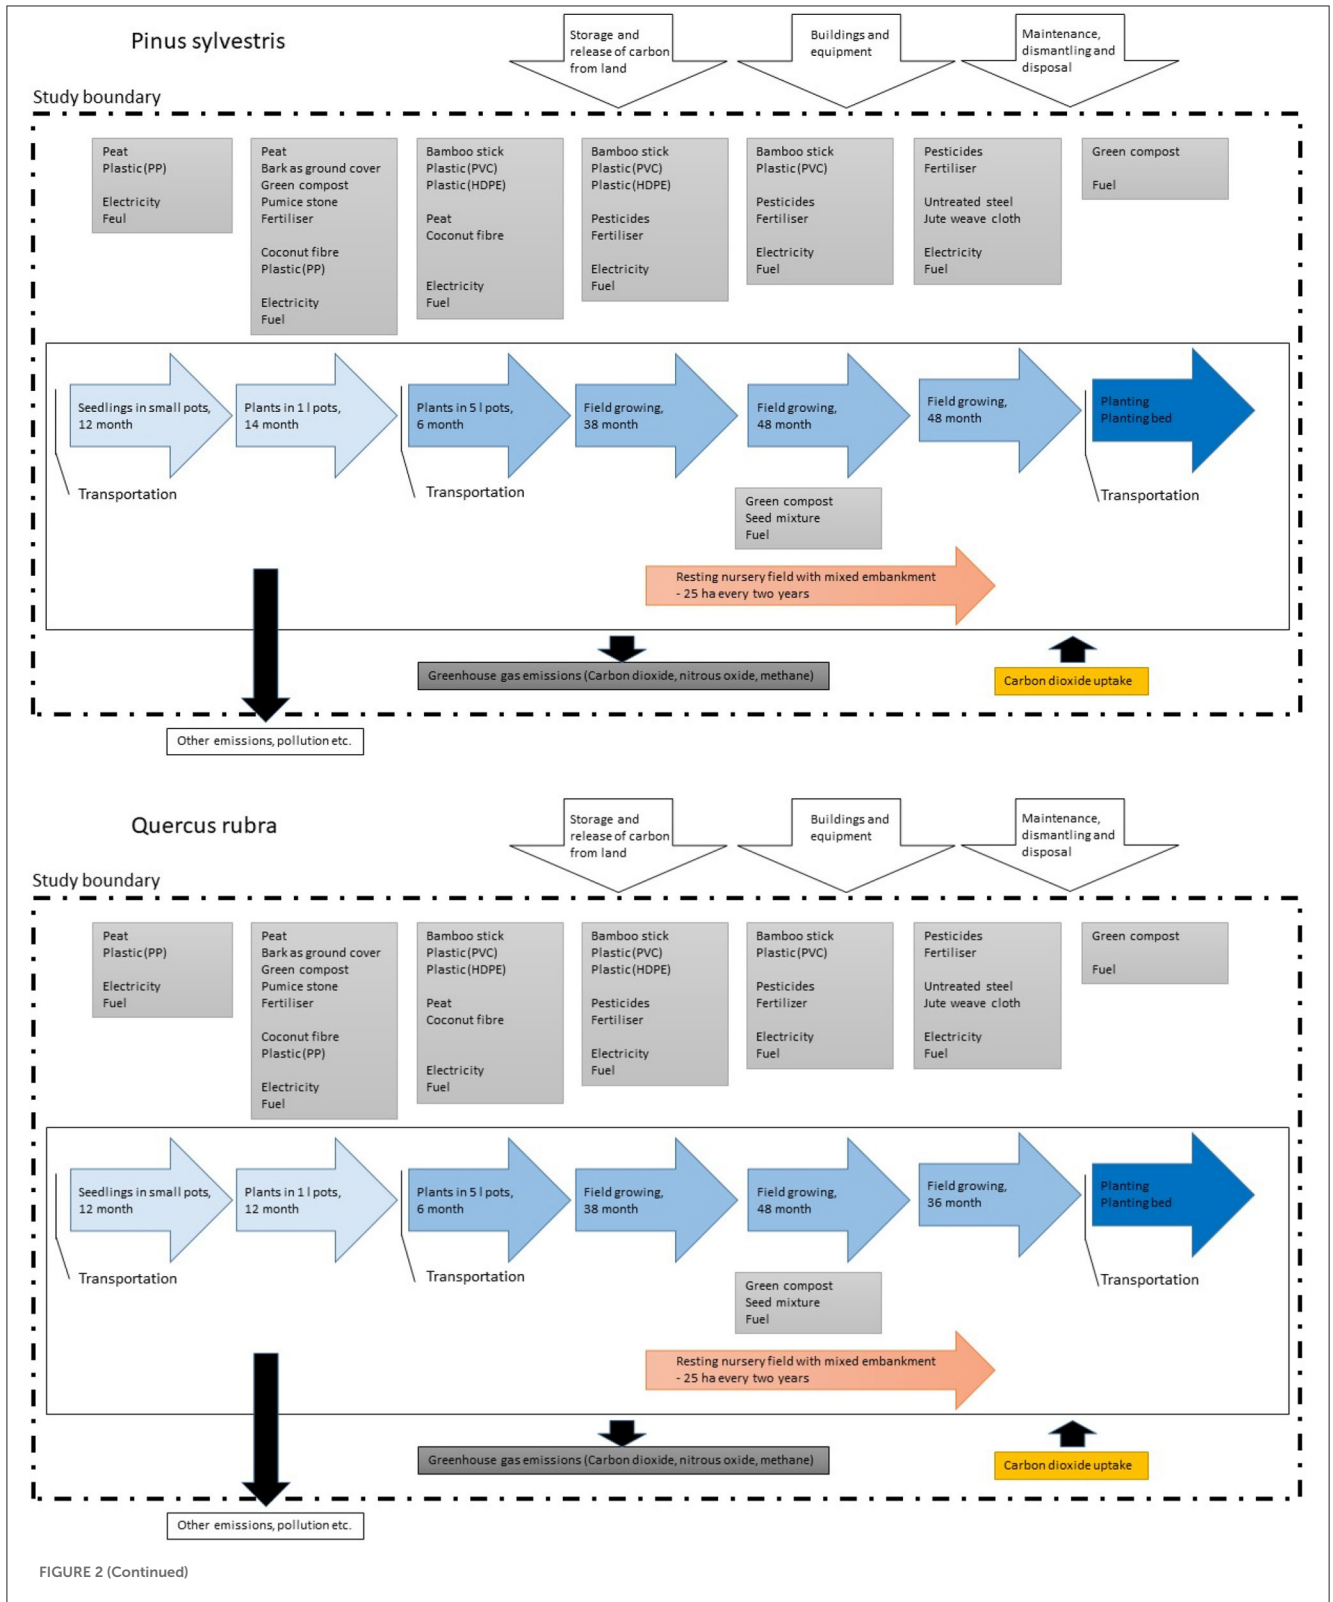 Pinus sylvestris
Storage and
release of carbon
from land
Buildings and
equipment
Maintenance,
dismantling and
disposal
Study boundary
Peat
Plastic (PP)
Electricity
Feul
Peat
Bark as ground cover
Green compost
Pumice stone
Fertiliser
Coconut fibre
Plastic (PP)
Electricity
Fuel
Bamboo stick
Plastic (PVC)
Plastic (HDPE)
Peat
Coconut fibre
Electricity
Fuel
Bamboo stick
Plastic (PVC)
Plastic (HDPE)
Pesticides
Fertiliser
Electricity
Fuel
Bamboo stick
Plastic (PVC)
Pesticides
Fertiliser
Electricity
Fuel
Pesticides
Fertiliser
Untreated steel
Jute weave cloth
Electricity
Fuel
Green compost
Fuel
Seedlings in small pots,
12 month
Plants in 1 l pots,
14 month
Plants in 5 l pots,
6 month
Field growing,
38 month
Field growing,
48 month
Field growing,
48 month
Planting
Planting bed
Transportation
Transportation
Transportation
Green compost
Seed mixture
Fuel
Resting nursery field with mixed embankment
- 25 ha every two years
Greenhouse gas emissions (Carbon dioxide, nitrous oxide, methane)
Carbon dioxide uptake
Other emissions, pollution etc.
Quercus rubra
Storage and
release of carbon
from land
Buildings and
equipment
Maintenance,
dismantling and
disposal
Study boundary
Peat
Plastic (PP)
Electricity
Fuel
Peat
Bark as ground cover
Green compost
Pumice stone
Fertiliser
Coconut fibre
Plastic (PP)
Electricity
Fuel
Bamboo stick
Plastic (PVC)
Plastic (HDPE)
Peat
Coconut fibre
Electricity
Fuel
Bamboo stick
Plastic (PVC)
Plastic (HDPE)
Pesticides
Fertiliser
Electricity
Fuel
Bamboo stick
Plastic (PVC)
Pesticides
Fertilizer
Electricity
Fuel
Pesticides
Fertiliser
Untreated steel
Jute weave cloth
Electricity
Fuel
Green compost
Fuel
Seedlings in small pots,
12 month
Plants in 1 l pots,
12 month
Plants in 5 l pots,
6 month
Field growing,
38 month
Field growing,
48 month
Field growing,
36 month
Planting
Planting bed
Transportation
Transportation
Transportation
Green compost
Seed mixture
Fuel
Resting nursery field with mixed embankment
- 25 ha every two years
Greenhouse gas emissions (Carbon dioxide, nitrous oxide, methane)
Carbon dioxide uptake
Other emissions, pollution etc.
FIGURE 2 (Continued)